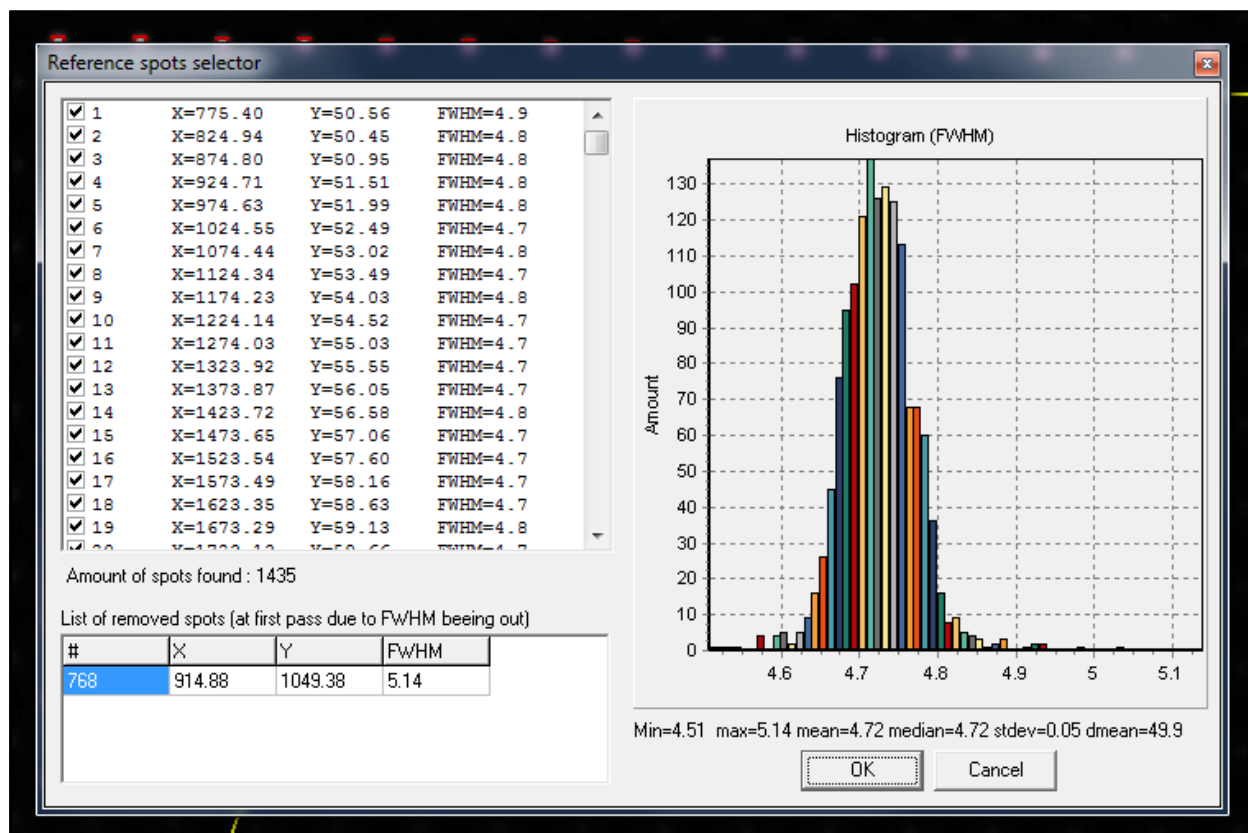 Reference spots selector
1 X=775.40 Y=50.56 FWHM=4.9
2 X=824.94 Y=50.45 FWHM=4.8
3 X=874.80 Y=50.95 FWHM=4.8
4 X=924.71 Y=51.51 FWHM=4.8
5 X=974.63 Y=51.99 FWHM=4.8
6 X=1024.55 Y=52.49 FWHM=4.7
7 X=1074.44 Y=53.02 FWHM=4.8
8 X=1124.34 Y=53.49 FWHM=4.7
9 X=1174.23 Y=54.03 FWHM=4.8
10 X=1224.14 Y=54.52 FWHM=4.7
11 X=1274.03 Y=55.03 FWHM=4.7
12 X=1323.92 Y=55.55 FWHM=4.7
13 X=1373.87 Y=56.05 FWHM=4.7
14 X=1423.72 Y=56.58 FWHM=4.8
15 X=1473.65 Y=57.06 FWHM=4.7
16 X=1523.54 Y=57.60 FWHM=4.7
17 X=1573.49 Y=58.16 FWHM=4.7
18 X=1623.35 Y=58.63 FWHM=4.7
19 X=1673.29 Y=59.13 FWHM=4.8
Amount of spots found : 1435
List of removed spots (at first pass due to FWHM beeing out)
# X Y FWHM
768 914.88 1049.38 5.14
Histogram (FWHM)
Amount
130
120
110
100
90
80
70
60
50
40
30
20
10
0
4.6 4.7 4.8 4.9 5 5.1
Min=4.51 max=5.14 mean=4.72 median=4.72 stdev=0.05 dmean=49.9
OK Cancel